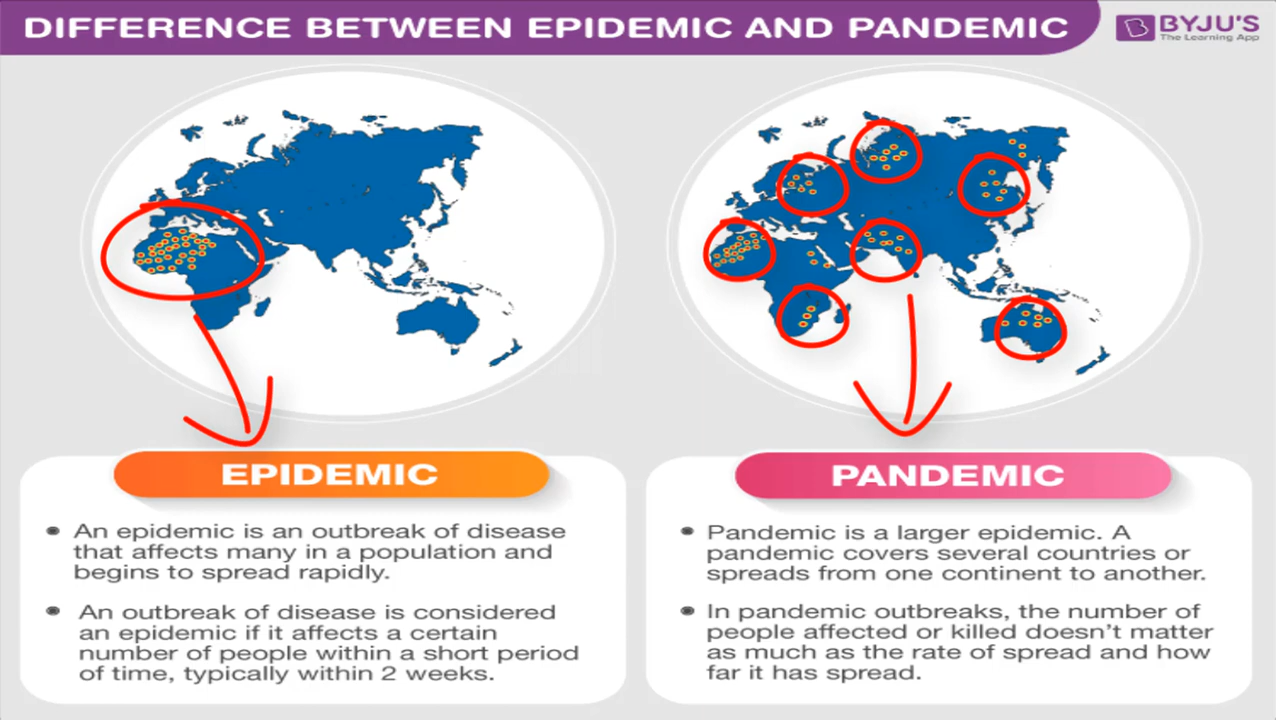 DIFFERENCE BETWEEN EPIDEMIC AND PANDEMIC
BYJU'S
The Learning App
EPIDEMIC
• An epidemic is an outbreak of disease
that affects many in a population and
begins to spread rapidly.
• An outbreak of disease is considered
an epidemic if it affects a certain
number of people within a short period
of time, typically within 2 weeks.
PANDEMIC
• Pandemic is a larger epidemic. A
pandemic covers several countries or
spreads from one continent to another.
• In pandemic outbreaks, the number of
people affected or killed doesn't matter
as much as the rate of spread and how
far it has spread.